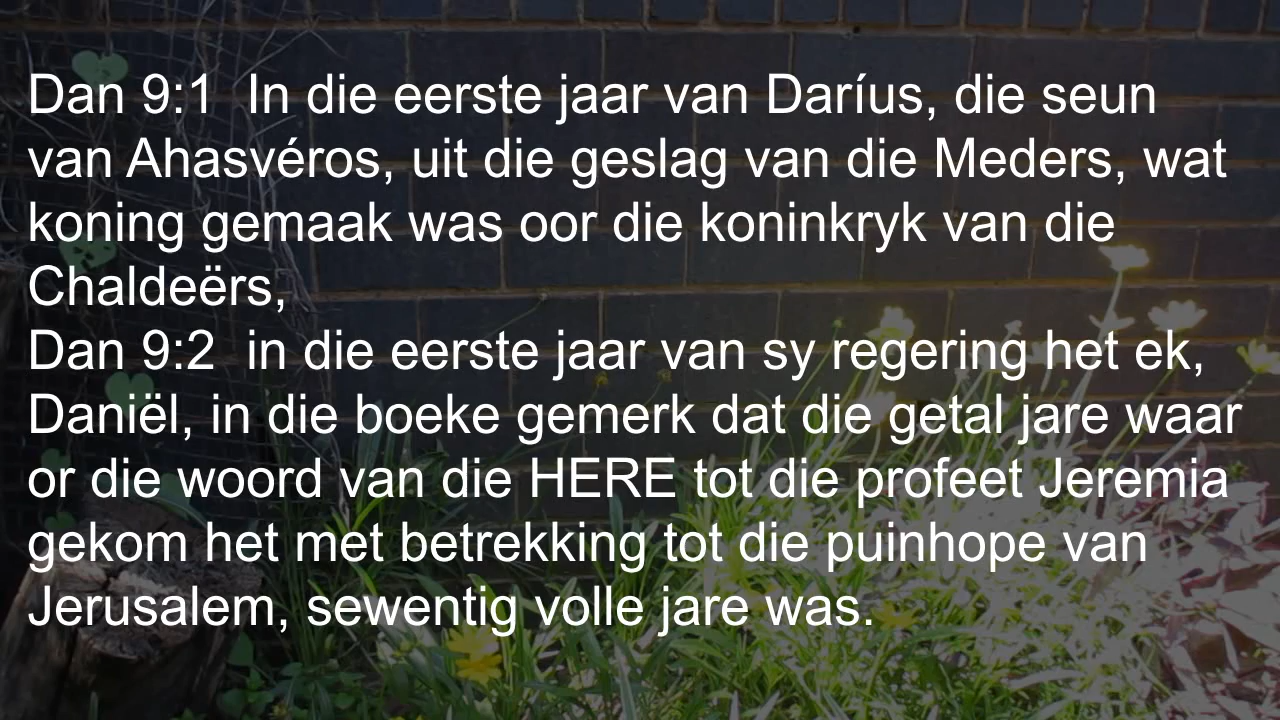 Dan 9:1  In die eerste jaar van Daríus, die seun
van Ahasvéros, uit die geslag van die Meders, wat
koning gemaak was oor die koninkryk van die
Chaldeërs,
Dan 9:2  in die eerste jaar van sy regering het ek,
Daniël, in die boeke gemerk dat die getal jare waar
or die woord van die HERE tot die profeet Jeremia
gekom het met betrekking tot die puinhope van
Jerusalem, sewentig volle jare was.